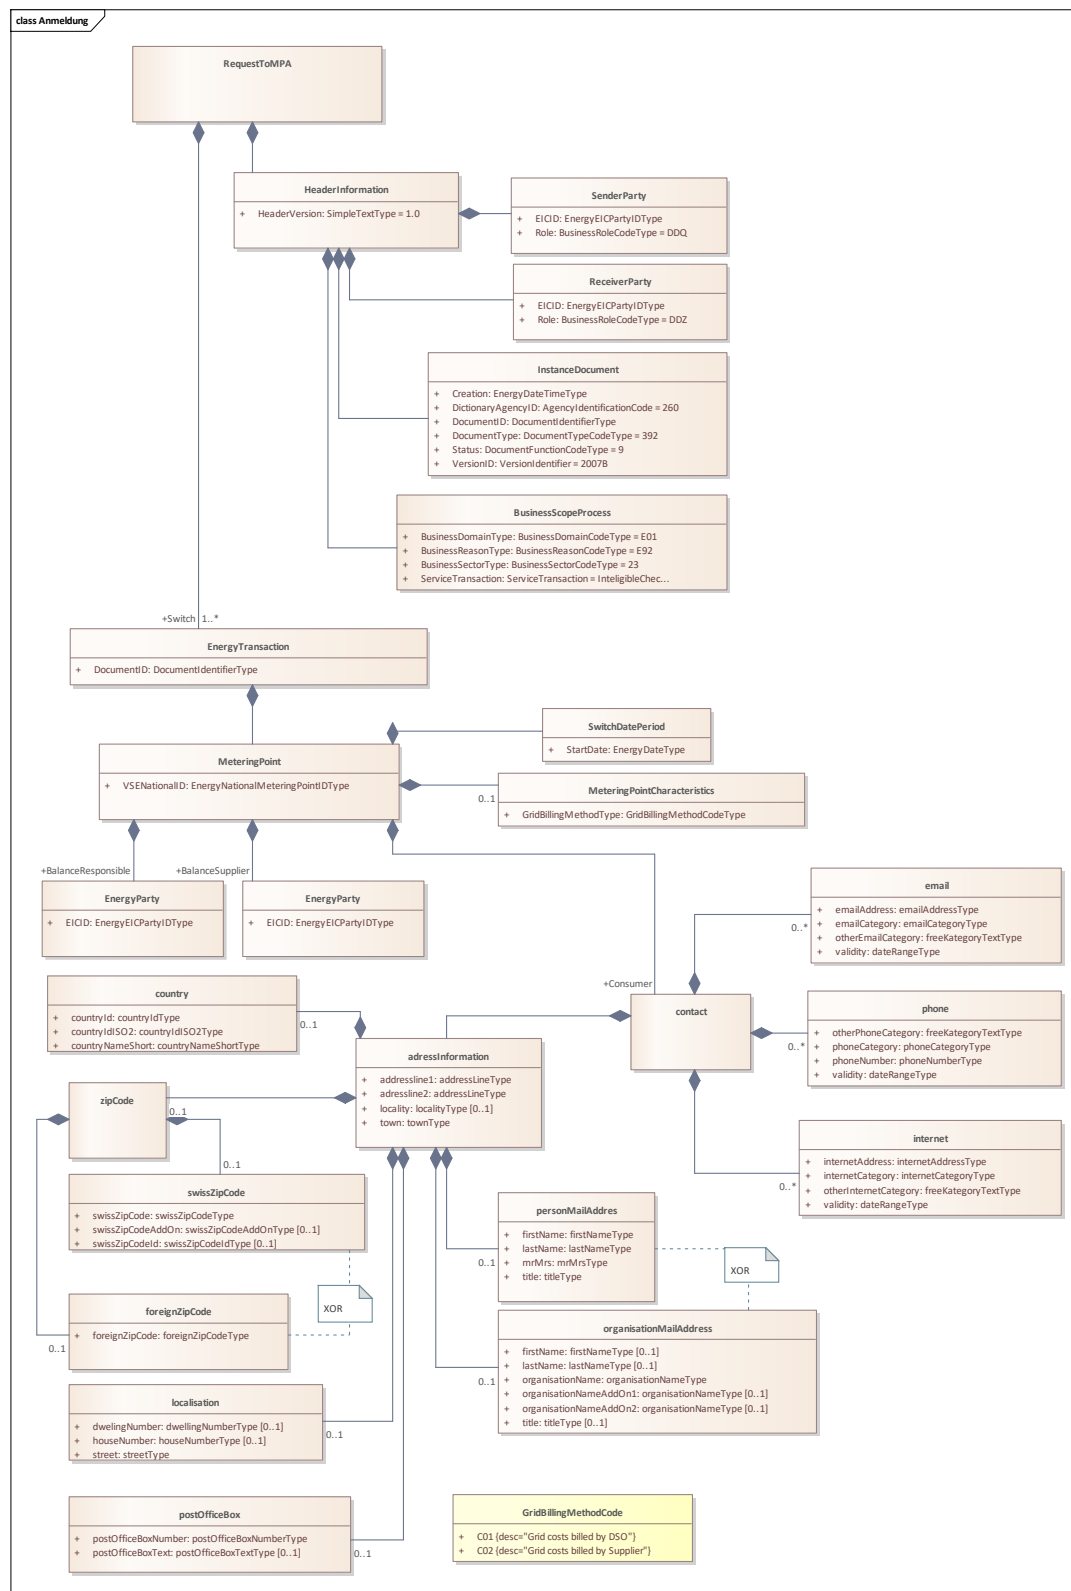 class Anmeldung
RequestToMPA
HeaderInformation
+ HeaderVersion: SimpleTextType = 1.0
SenderParty
+ EICID: EnergyEICPartyIDType
+ Role: BusinessRoleCodeType = DDQ
ReceiverParty
+ EICID: EnergyEICPartyIDType
+ Role: BusinessRoleCodeType = DDZ
InstanceDocument
+ Creation: EnergyDateTimeType
+ DictionaryAgencyID: AgencyIdentificationCode = 260
+ DocumentID: DocumentIdentifierType
+ DocumentType: DocumentTypeCodeType = 392
+ Status: DocumentFunctionCodeType = 9
+ VersionID: VersionIdentifier = 2007B
BusinessScopeProcess
+ BusinessDomainType: BusinessDomainCodeType = E01
+ BusinessReasonType: BusinessReasonCodeType = E92
+ BusinessSectorType: BusinessSectorCodeType = 23
+ ServiceTransaction: ServiceTransaction = InteligibleChec...
+Switch 1..*
EnergyTransaction
+ DocumentID: DocumentIdentifierType
SwitchDatePeriod
+ StartDate: EnergyDateType
MeteringPoint
+ VSENationalID: EnergyNationalMeteringPointIDType
0..1
MeteringPointCharacteristics
+ GridBillingMethodType: GridBillingMethodCodeType
+BalanceResponsible
+BalanceSupplier
EnergyParty
+ EICID: EnergyEICPartyIDType
EnergyParty
+ EICID: EnergyEICPartyIDType
email
+ emailAddress: emailAddressType
+ emailCategory: emailCategoryType
+ otherEmailCategory: freeKategoryTextType
+ validity: dateRangeType
0..*
+Consumer
contact
phone
+ otherPhoneCategory: freeKategoryTextType
+ phoneCategory: phoneCategoryType
+ phoneNumber: phoneNumberType
+ validity: dateRangeType
0..*
country
+ countryId: countryIdType
+ countryIdISO2: countryIdISO2Type
+ countryNameShort: countryNameShortType
0..1
adressInformation
+ addressline1: addressLineType
+ adressline2: addressLineType
+ locality: localityType [0..1]
+ town: townType
zipCode
0..1
0..1
internet
+ internetAddress: internetAddressType
+ internetCategory: internetCategoryType
+ otherInternetCategory: freeKategoryTextType
+ validity: dateRangeType
0..*
swissZipCode
+ swissZipCode: swissZipCodeType
+ swissZipCodeAddOn: swissZipCodeAddOnType [0..1]
+ swissZipCodeId: swissZipCodeIdType [0..1]
personMailAddres
+ firstName: firstNameType
+ lastName: lastNameType
+ mrMrs: mrMrsType
+ title: titleType
0..1
XOR
XOR
foreignZipCode
+ foreignZipCode: foreignZipCodeType
0..1
organisationMailAddress
+ firstName: firstNameType [0..1]
+ lastName: lastNameType [0..1]
+ organisationName: organisationNameType
+ organisationNameAddOn1: organisationNameType [0..1]
+ organisationNameAddOn2: organisationNameType [0..1]
+ title: titleType [0..1]
0..1
localisation
+ dwelingNumber: dwellingNumberType [0..1]
+ houseNumber: houseNumberType [0..1]
+ street: streetType
0..1
postOfficeBox
+ postOfficeBoxNumber: postOfficeBoxNumberType
+ postOfficeBoxText: postOfficeBoxTextType [0..1]
0..1
GridBillingMethodCode
+ C01 {desc="Grid costs billed by DSO"}
+ C02 {desc="Grid costs billed by Supplier"}